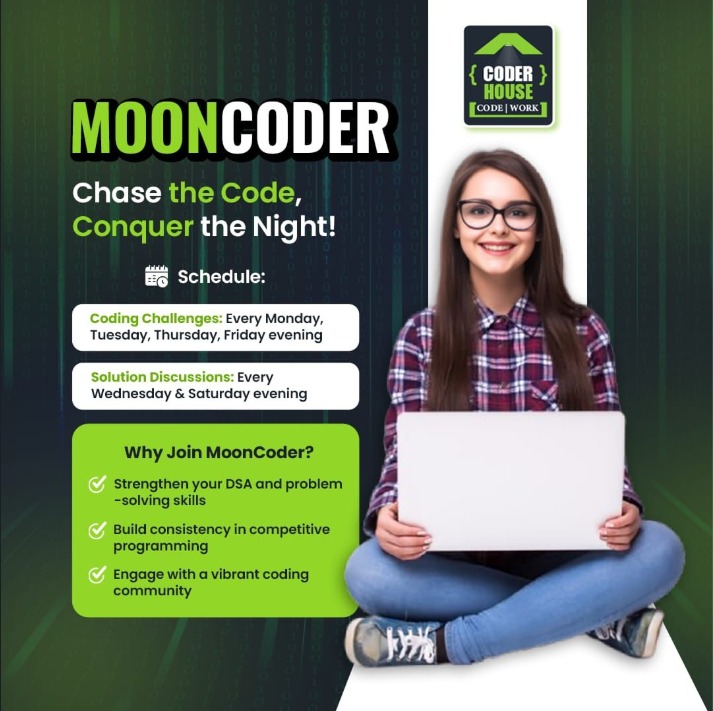 { CODER }
HOUSE
[ CODE | WORK ]
MOONCODER
Chase the Code,
Conquer the Night!
Schedule:
Coding Challenges: Every Monday,
Tuesday, Thursday, Friday evening
Solution Discussions: Every
Wednesday & Saturday evening
Why Join MoonCoder?
Strengthen your DSA and problem
-solving skills
Build consistency in competitive
programming
Engage with a vibrant coding
community